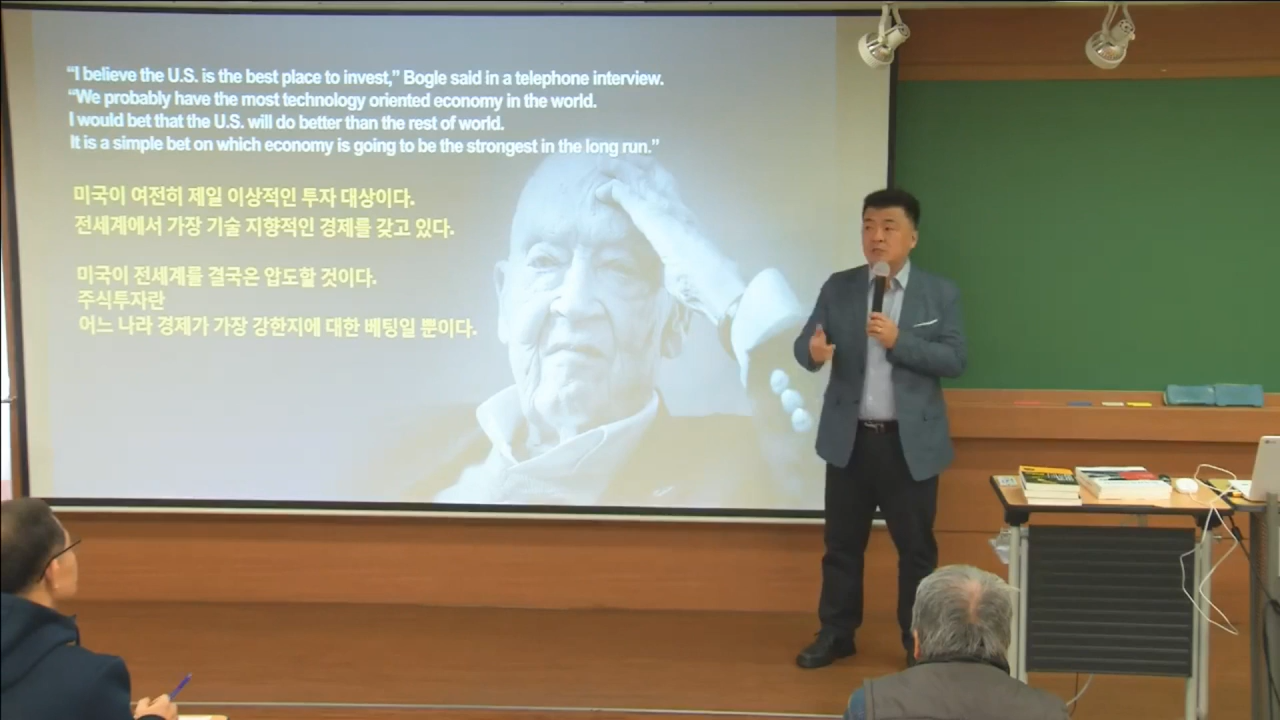 “I believe the U.S. is the best place to invest,” Bogle said in a telephone interview.
“We probably have the most technology oriented economy in the world.
I would bet that the U.S. will do better than the rest of world.
It is a simple bet on which economy is going to be the strongest in the long run.”
미국이 여전히 제일 이상적인 투자 대상이다.
전세계에서 가장 기술 지향적인 경제를 갖고 있다.
미국이 전세계를 결국은 압도할 것이다.
주식투자란
어느 나라 경제가 가장 강한지에 대한 베팅일 뿐이다.